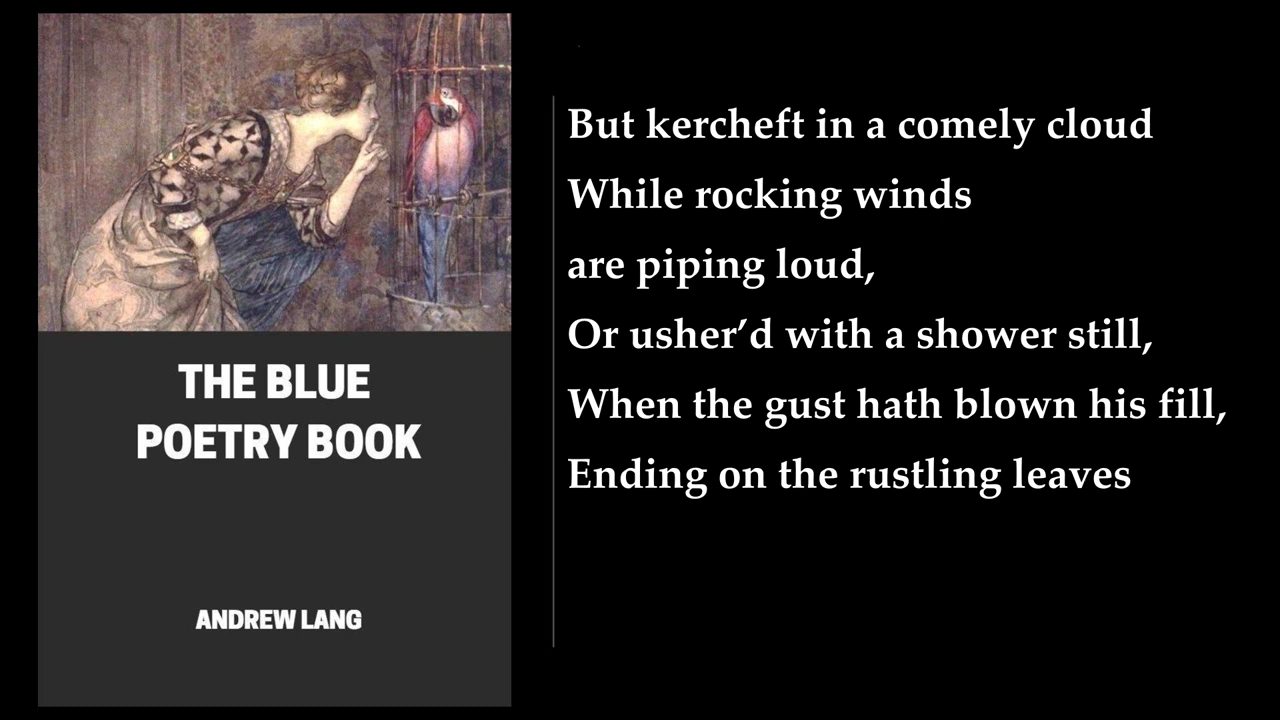 THE BLUE
POETRY BOOK
ANDREW LANG
But kercheft in a comely cloud
While rocking winds
are piping loud,
Or usher’d with a shower still,
When the gust hath blown his fill,
Ending on the rustling leaves